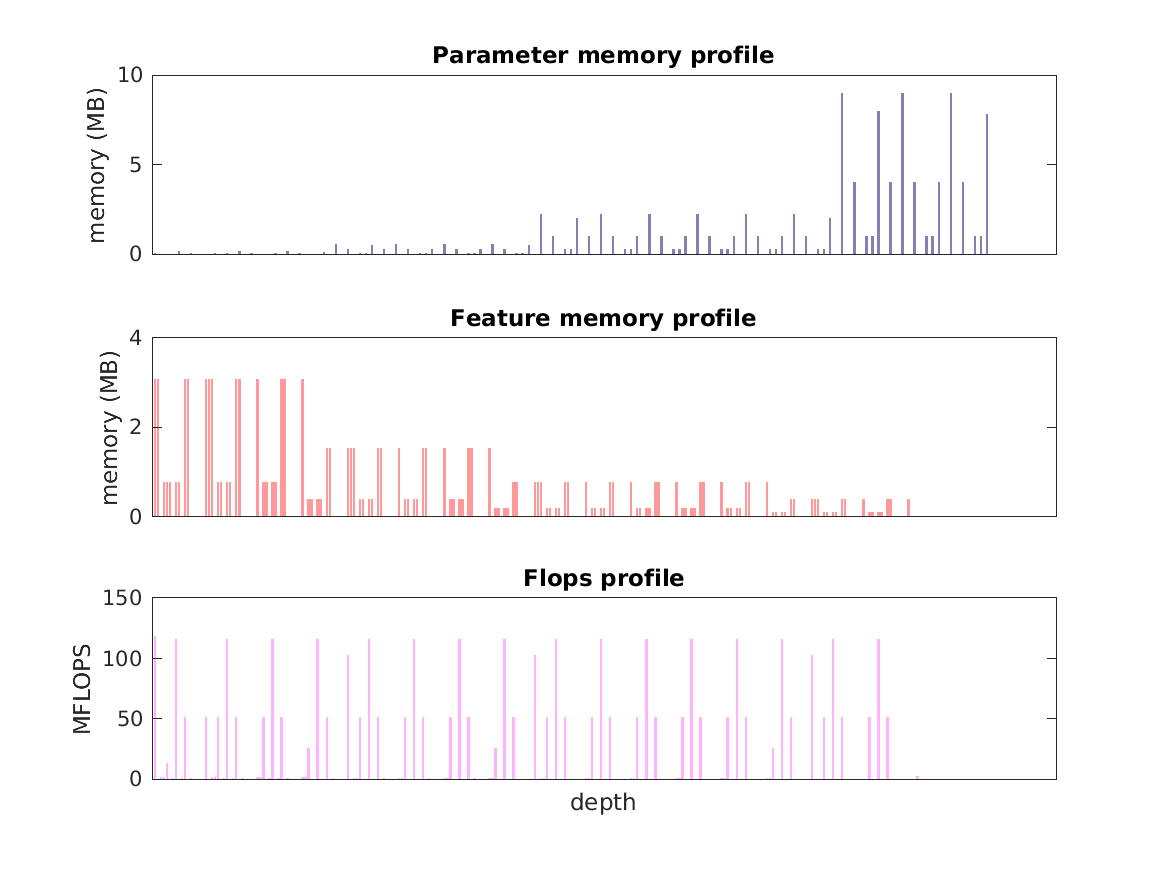 Parameter memory profile
10
5
0
memory (MB)
Feature memory profile
4
2
0
memory (MB)
Flops profile
150
100
50
0
MFLOPS
depth